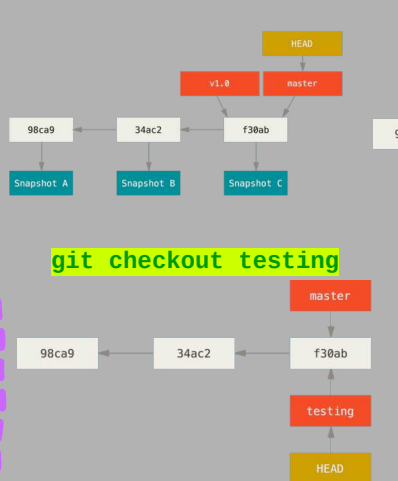 HEAD
v1.0 master
98ca9 34ac2 f30ab 9
Snapshot A Snapshot B Snapshot C
git checkout testing
master
98ca9 34ac2 f30ab
testing
HEAD